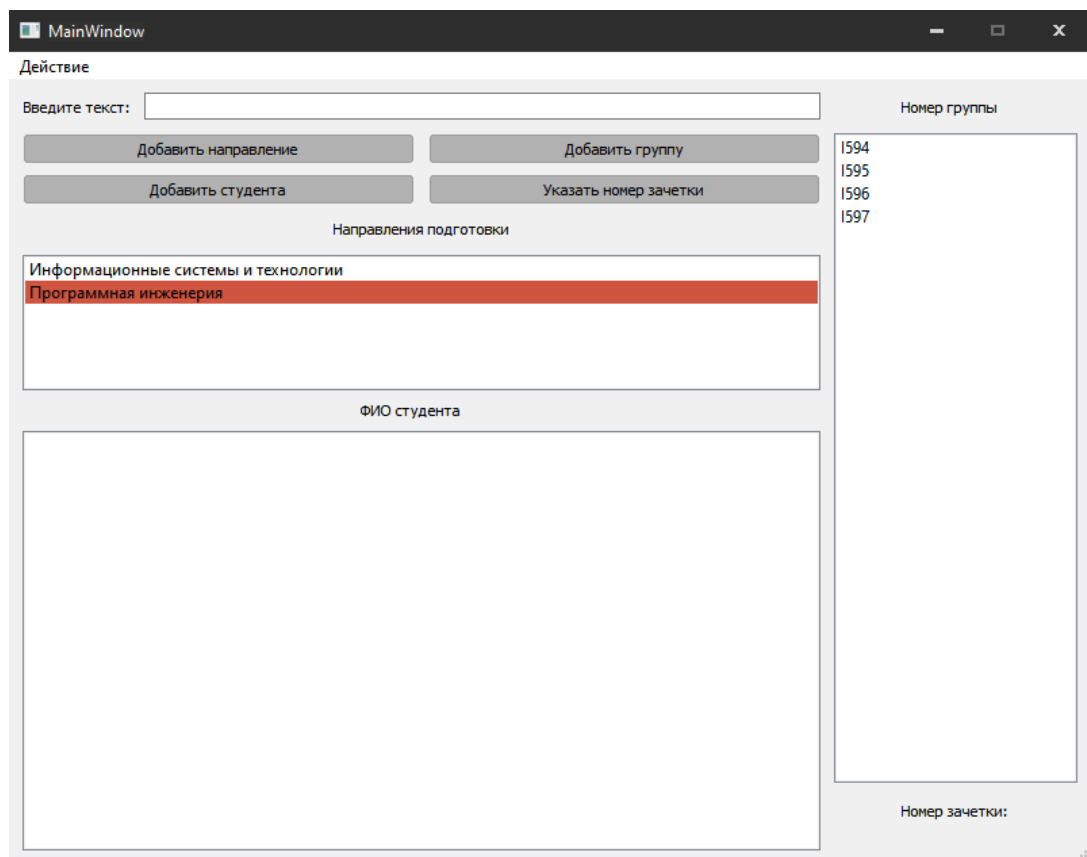 MainWindow
Действие
Введите текст:
Номер группы
Добавить направление
Добавить группу
Добавить студента
Указать номер зачетки
Направления подготовки
Информационные системы и технологии
Программная инженерия
ФИО студента
I594
I595
I596
I597
Номер зачетки: